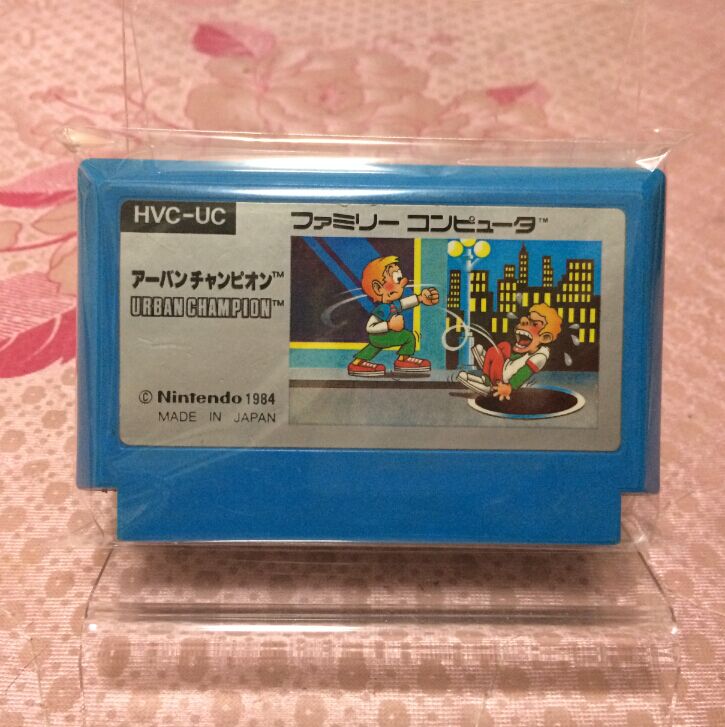 HVC-UC
ファミリー コンピュータ™
アーバンチャンピオン™
URBAN CHAMPION™
© Nintendo 1984
MADE IN JAPAN